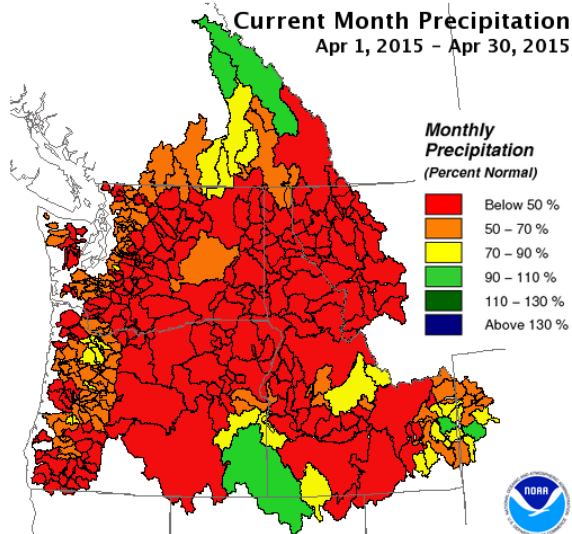 Current Month Precipitation
Apr 1, 2015 – Apr 30, 2015
Monthly
Precipitation
(Percent Normal)
Below 50 %
50 – 70 %
70 – 90 %
90 – 110 %
110 – 130 %
Above 130 %
NOAA